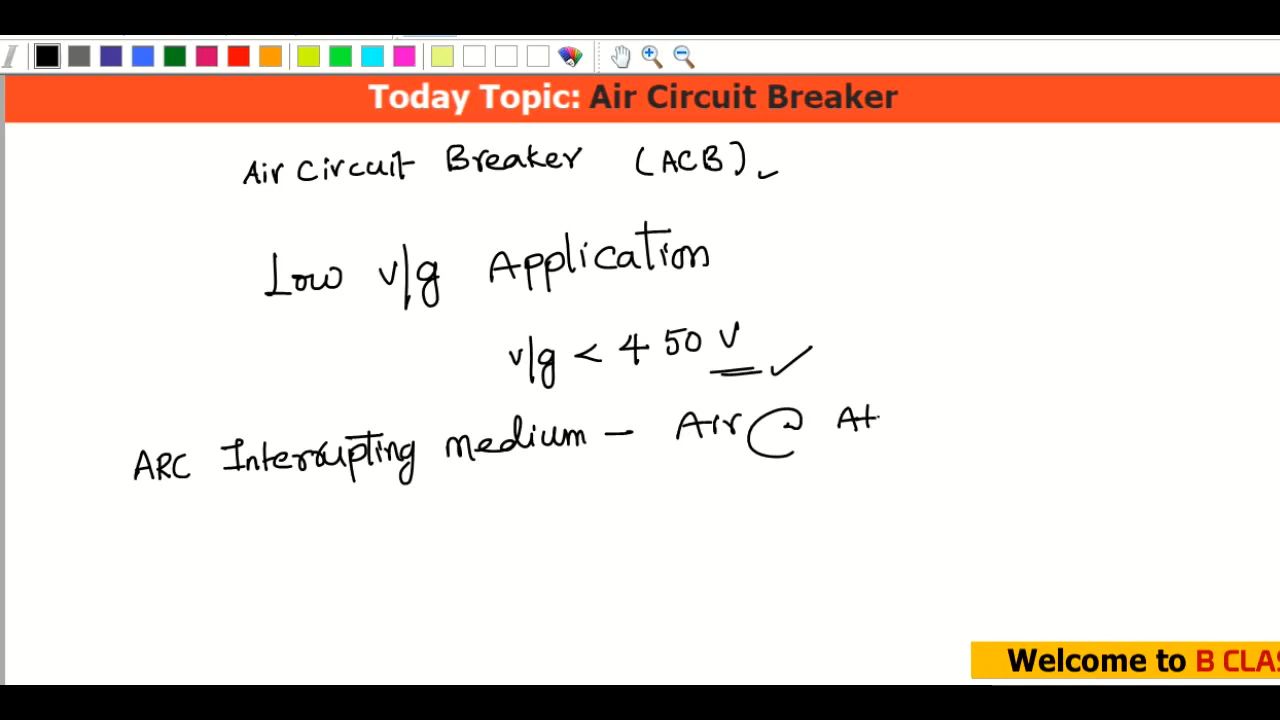 Today Topic: Air Circuit Breaker
Air Circuit Breaker (ACB)
Low v/g Application
v/g < 450 V
ARC Interrupting medium - Air @ At
Welcome to B CLAS